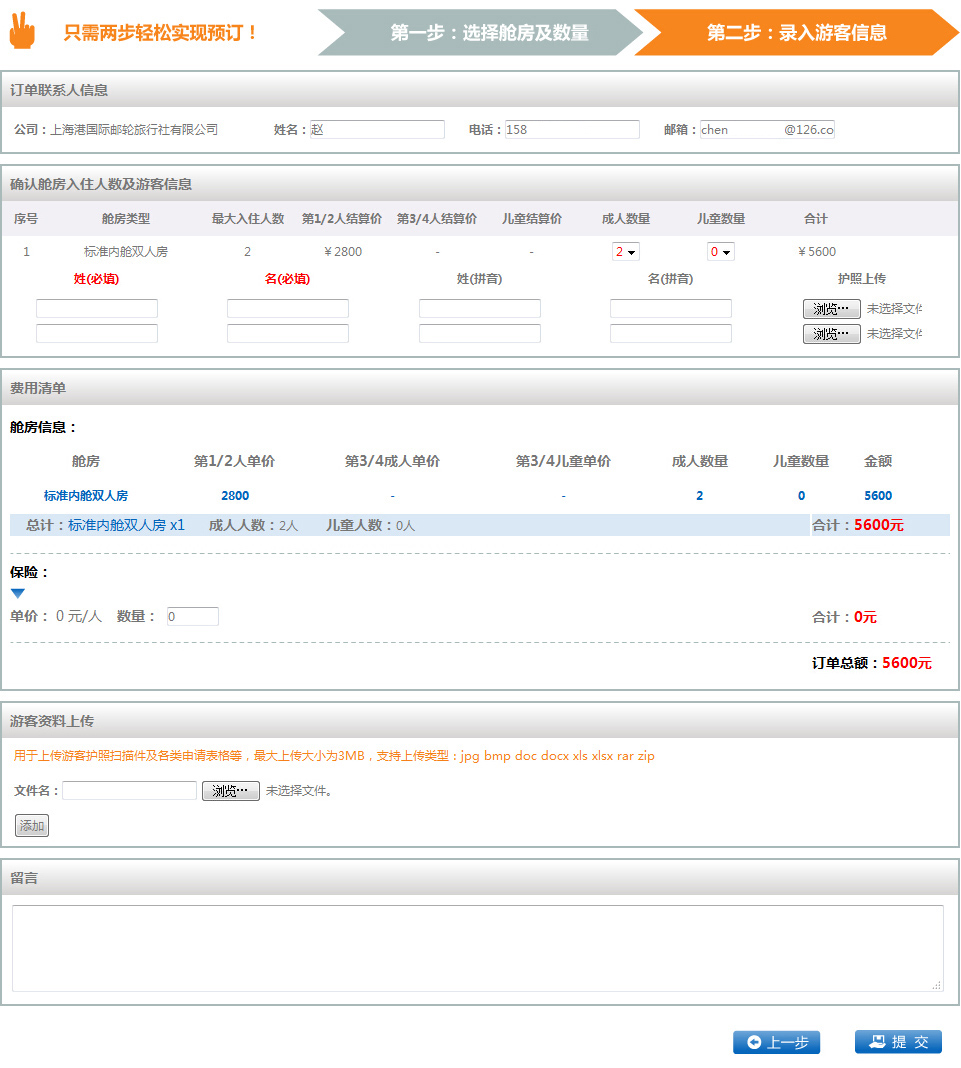 只需两步轻松实现预订！ 第一步：选择舱房及数量 第二步：录入游客信息
订单联系人信息
公司：上海港国际邮轮旅行社有限公司 姓名：赵 电话：158 邮箱：chen @126.co
确认舱房入住人数及游客信息
序号 舱房类型 最大入住人数 第1/2人结算价 第3/4人结算价 儿童结算价 成人数量 儿童数量 合计
1 标准内舱双人房 2 ￥2800 - - 2 0 ￥5600
姓(必填) 名(必填) 姓(拼音) 名(拼音) 护照上传
浏览… 未选择文件
浏览… 未选择文件
费用清单
舱房信息：
舱房 第1/2人单价 第3/4成人单价 第3/4儿童单价 成人数量 儿童数量 金额
标准内舱双人房 2800 - - 2 0 5600
总计：标准内舱双人房 x1 成人人数：2人 儿童人数：0人 合计：5600元
保险：
单价： 0 元/人 数量： 0 合计：0元
订单总额：5600元
游客资料上传
用于上传游客护照扫描件及各类申请表格等，最大上传大小为3MB，支持上传类型：jpg bmp doc docx xls xlsx rar zip
文件名： 浏览… 未选择文件。
添加
留言
上一步 提 交